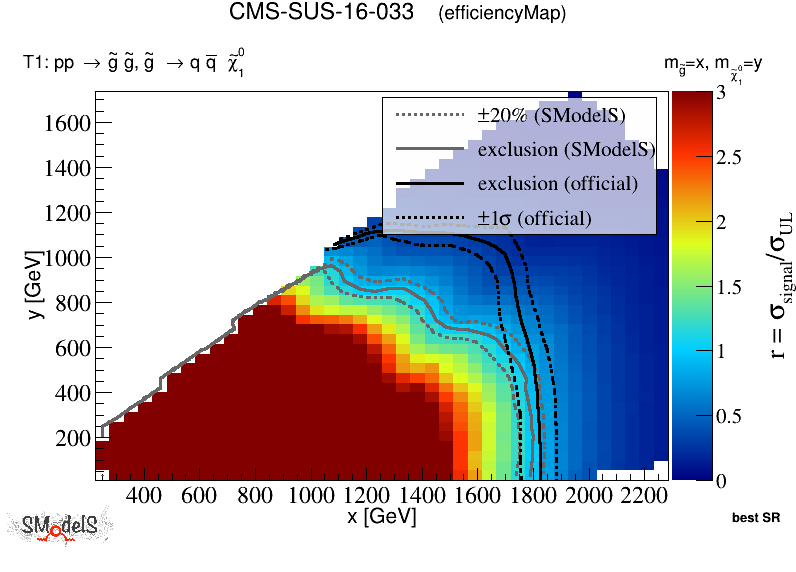 CMS-SUS-16-033 (efficiencyMap)
T1: pp → g̃ g̃, g̃ → q q̅ χ̃₁⁰
m_g̃=x, m_χ̃₁⁰=y
±20% (SModelS)
exclusion (SModelS)
exclusion (official)
±1σ (official)
1600
1400
1200
1000
800
600
400
200
y [GeV]
400 600 800 1000 1200 1400 1600 1800 2000 2200
x [GeV]
3
2.5
2
1.5
1
0.5
0
r = σ_signal/σ_UL
SModelS
best SR